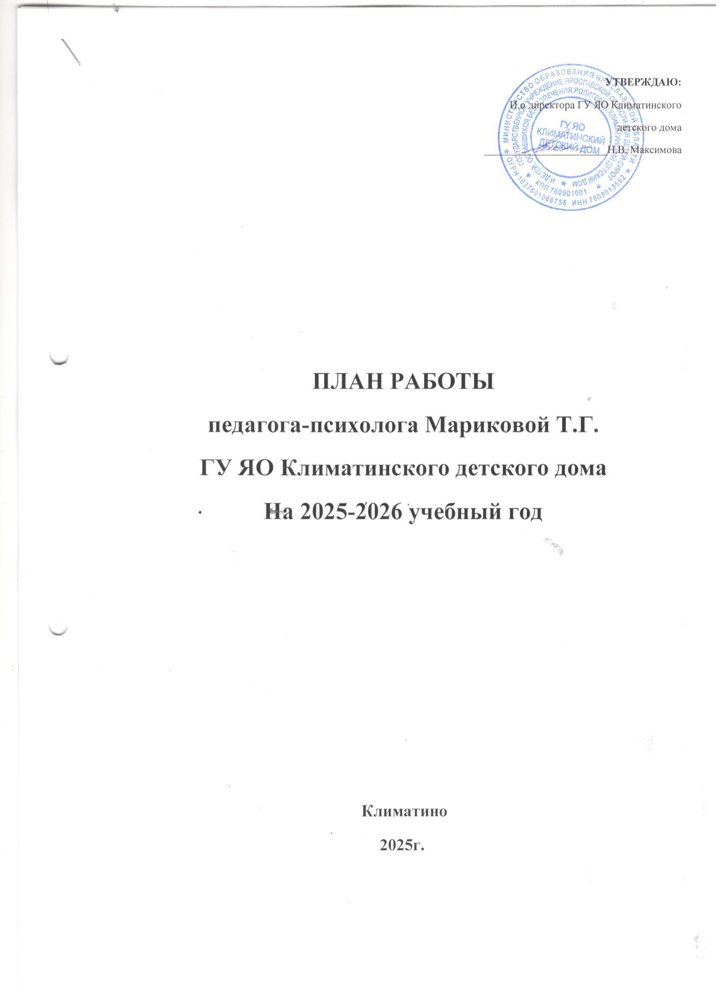 УТВЕРЖДАЮ:
И.о директора ГУ ЯО Климатинского
детского дома
Н.В. Максимова
МИНИСТЕРСТВО ОБРАЗОВАНИЯ ЯРОСЛАВСКОЙ ОБЛАСТИ
ОГРН 1027601068758 ИНН 7609013552
ГОСУДАРСТВЕННОЕ УЧРЕЖДЕНИЕ ЯРОСЛАВСКОЙ ОБЛАСТИ ДЛЯ ДЕТЕЙ-СИРОТ
КПП 760901001
И ДЕТЕЙ, ОСТАВШИХСЯ БЕЗ ПОПЕЧЕНИЯ РОДИТЕЛЕЙ, КЛИМАТИНСКИЙ ДЕТСКИЙ ДОМ
ГУ ЯО
КЛИМАТИНСКИЙ
ДЕТСКИЙ ДОМ
ПЛАН РАБОТЫ
педагога-психолога Мариковой Т.Г.
ГУ ЯО Климатинского детского дома
На 2025-2026 учебный год
Климатино
2025г.